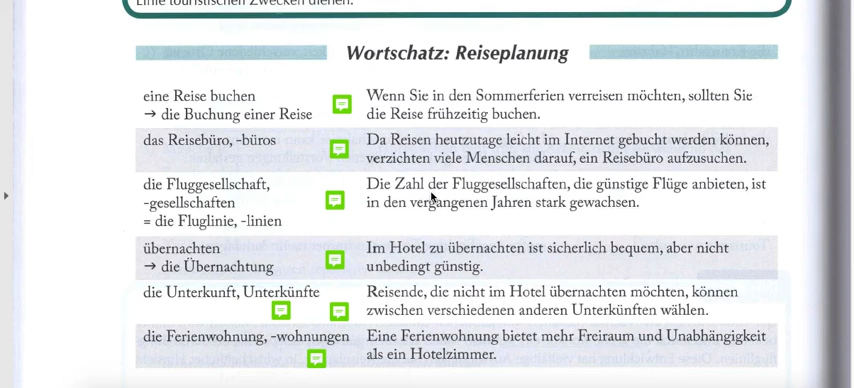 Linie touristischen Zwecken dienen.
Wortschatz: Reiseplanung
eine Reise buchen
→ die Buchung einer Reise
Wenn Sie in den Sommerferien verreisen möchten, sollten Sie
die Reise frühzeitig buchen.
das Reisebüro, -büros
Da Reisen heutzutage leicht im Internet gebucht werden können,
verzichten viele Menschen darauf, ein Reisebüro aufzusuchen.
die Fluggesellschaft,
-gesellschaften
= die Fluglinie, -linien
Die Zahl der Fluggesellschaften, die günstige Flüge anbieten, ist
in den vergangenen Jahren stark gewachsen.
übernachten
→ die Übernachtung
Im Hotel zu übernachten ist sicherlich bequem, aber nicht
unbedingt günstig.
die Unterkunft, Unterkünfte
Reisende, die nicht im Hotel übernachten möchten, können
zwischen verschiedenen anderen Unterkünften wählen.
die Ferienwohnung, -wohnungen
Eine Ferienwohnung bietet mehr Freiraum und Unabhängigkeit
als ein Hotelzimmer.